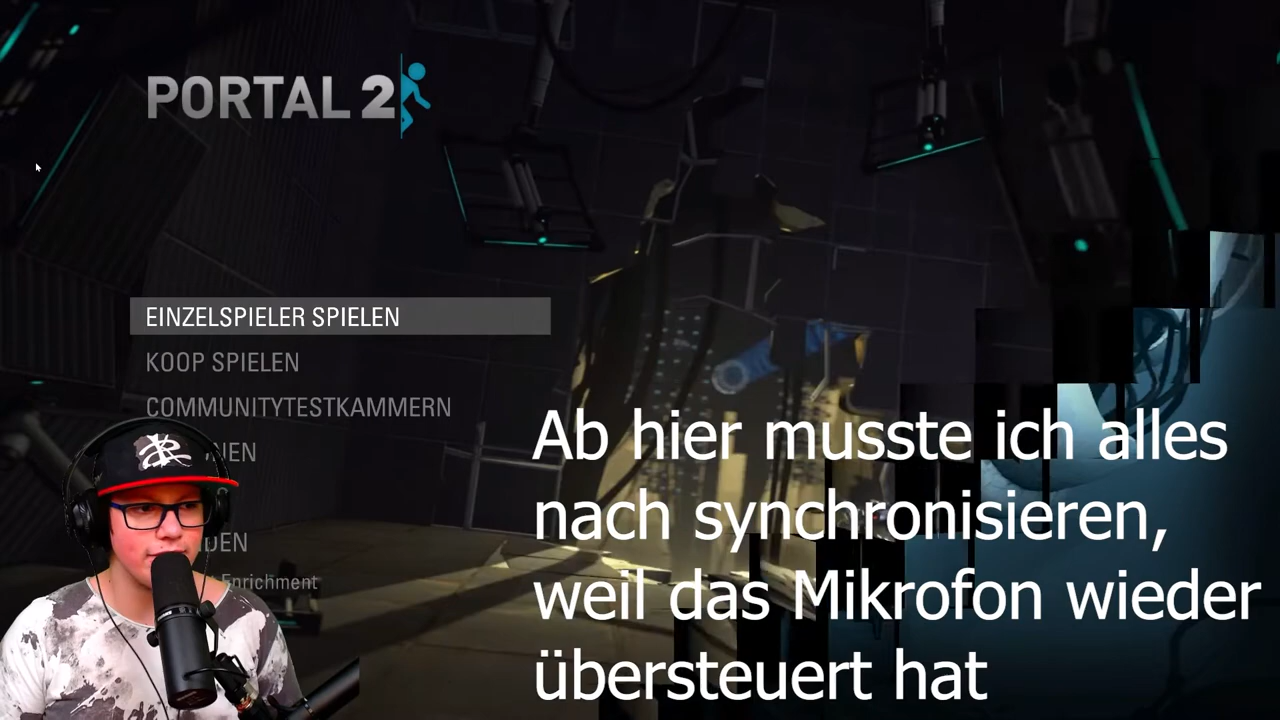 PORTAL 2
EINZELSPIELER SPIELEN
KOOP SPIELEN
COMMUNITYTESTKAMMERN
Enrichment
Ab hier musste ich alles
nach synchronisieren,
weil das Mikrofon wieder
übersteuert hat